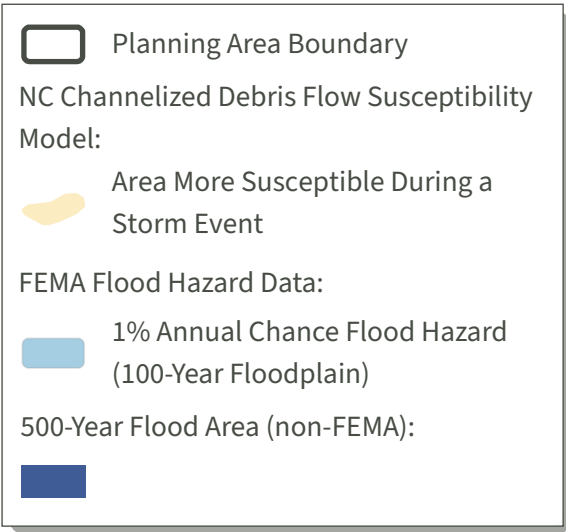 Planning Area Boundary
NC Channelized Debris Flow Susceptibility
Model:
Area More Susceptible During a
Storm Event
FEMA Flood Hazard Data:
1% Annual Chance Flood Hazard
(100-Year Floodplain)
500-Year Flood Area (non-FEMA):